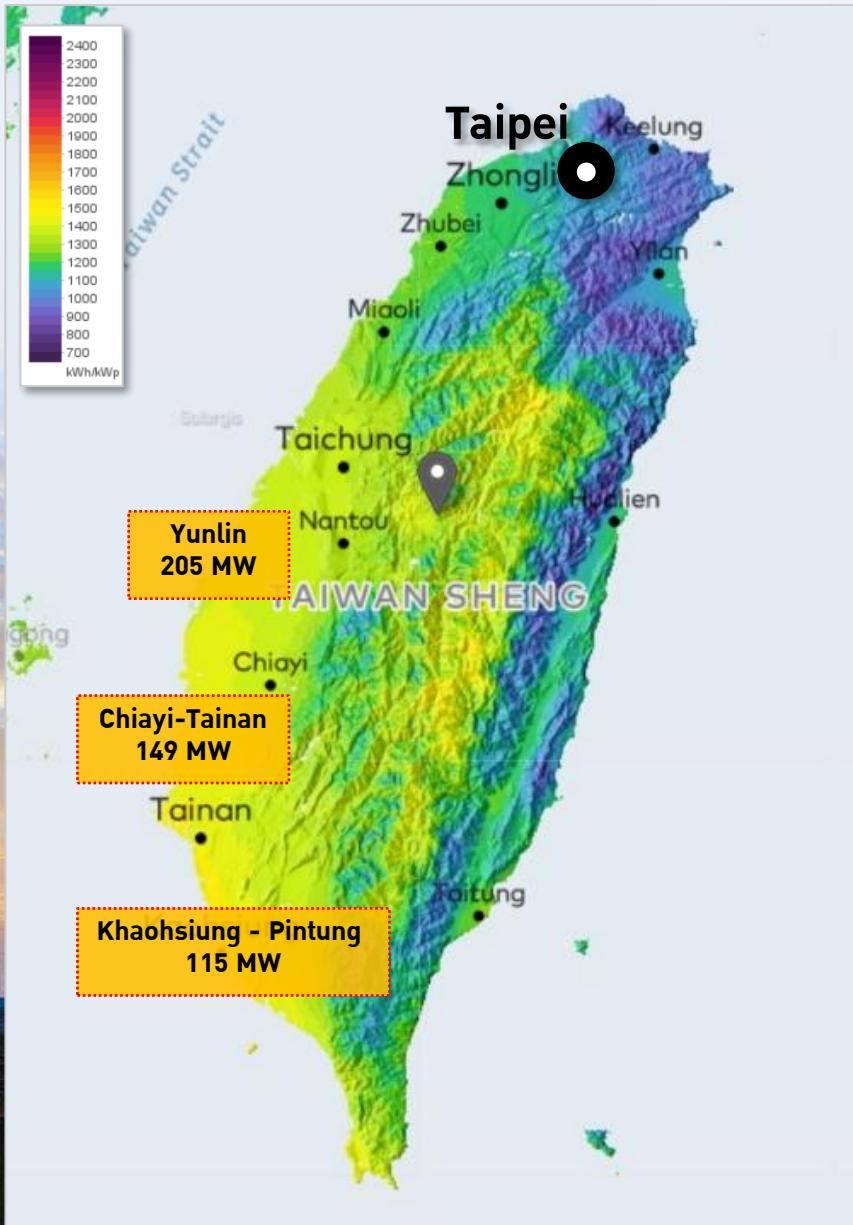 2400
2300
2200
2100
2000
1900
1800
1700
1600
1500
1400
1300
1200
1100
1000
900
800
700
kWh/kWp
Taiwan Strait
Taipei
Keelung
Zhongli
Zhubei
Yilan
Miaoli
Solargis
Taichung
Hualien
Nantou
Yunlin
205 MW
TAIWAN SHENG
gong
Chiayi
Chiayi-Tainan
149 MW
Tainan
Taitung
Khaohsiung - Pintung
115 MW